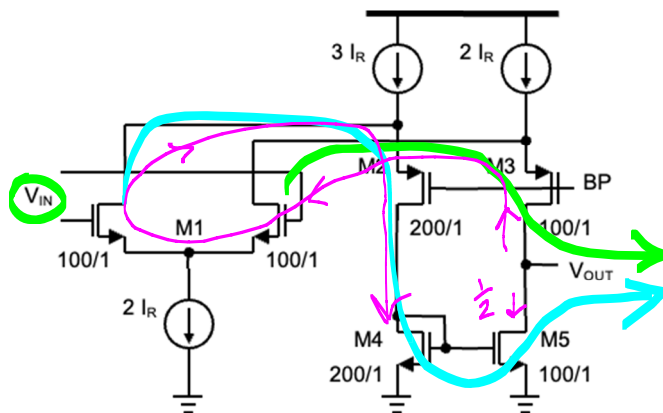 3 I_R 2 I_R
M2 M3
V_IN BP
M1 200/1 100/1
100/1 100/1
V_OUT
2 I_R ½
M4 M5
200/1 100/1